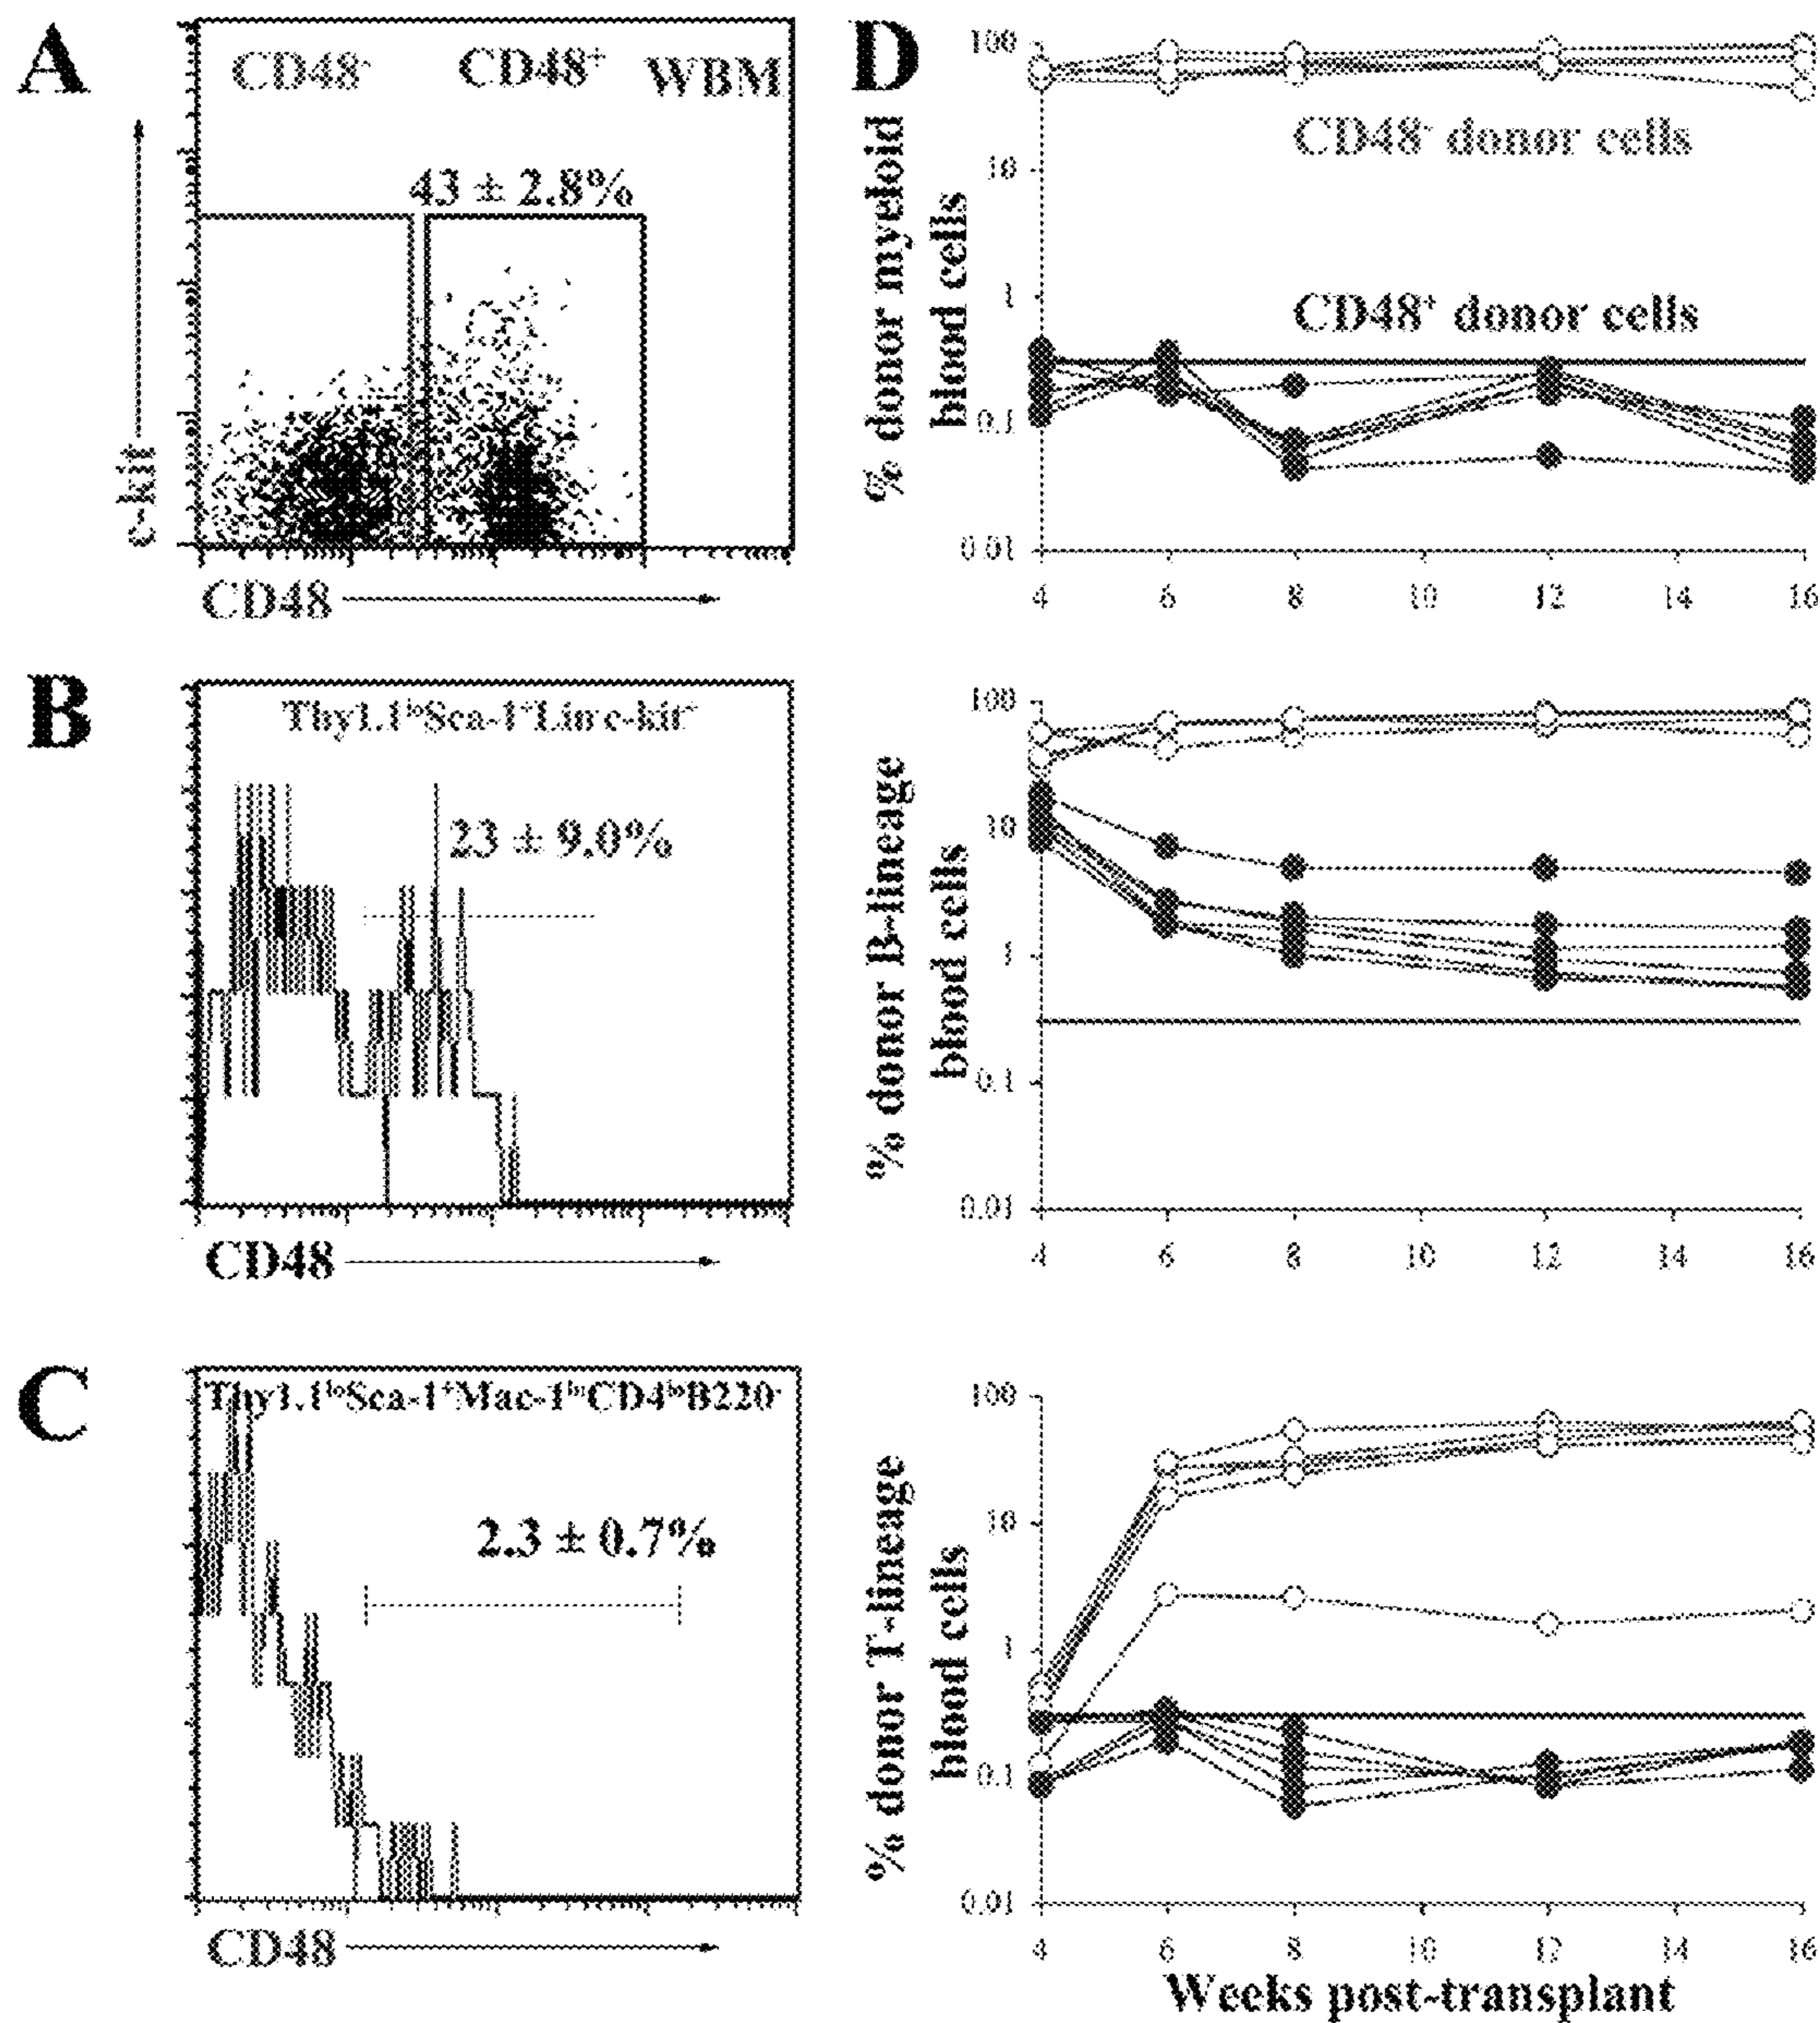 A
CD48⁻ CD48⁺ WBM
43 ± 2.8%
c-kit
CD48
B
Thy1.1ˡᵒSca-1⁺Lin⁻c-kit⁺
23 ± 9.0%
CD48
C
Thy1.1ˡᵒSca-1⁺Mac-1ˡᵒCD4ˡᵒB220⁻
2.3 ± 0.7%
CD48
D
% donor myeloid
blood cells
100
10
1
0.1
0.01
CD48⁻ donor cells
CD48⁺ donor cells
4 6 8 10 12 14 16
% donor B-lineage
blood cells
100
10
1
0.1
0.01
4 6 8 10 12 14 16
% donor T-lineage
blood cells
100
10
1
0.1
0.01
4 6 8 10 12 14 16
Weeks post-transplant